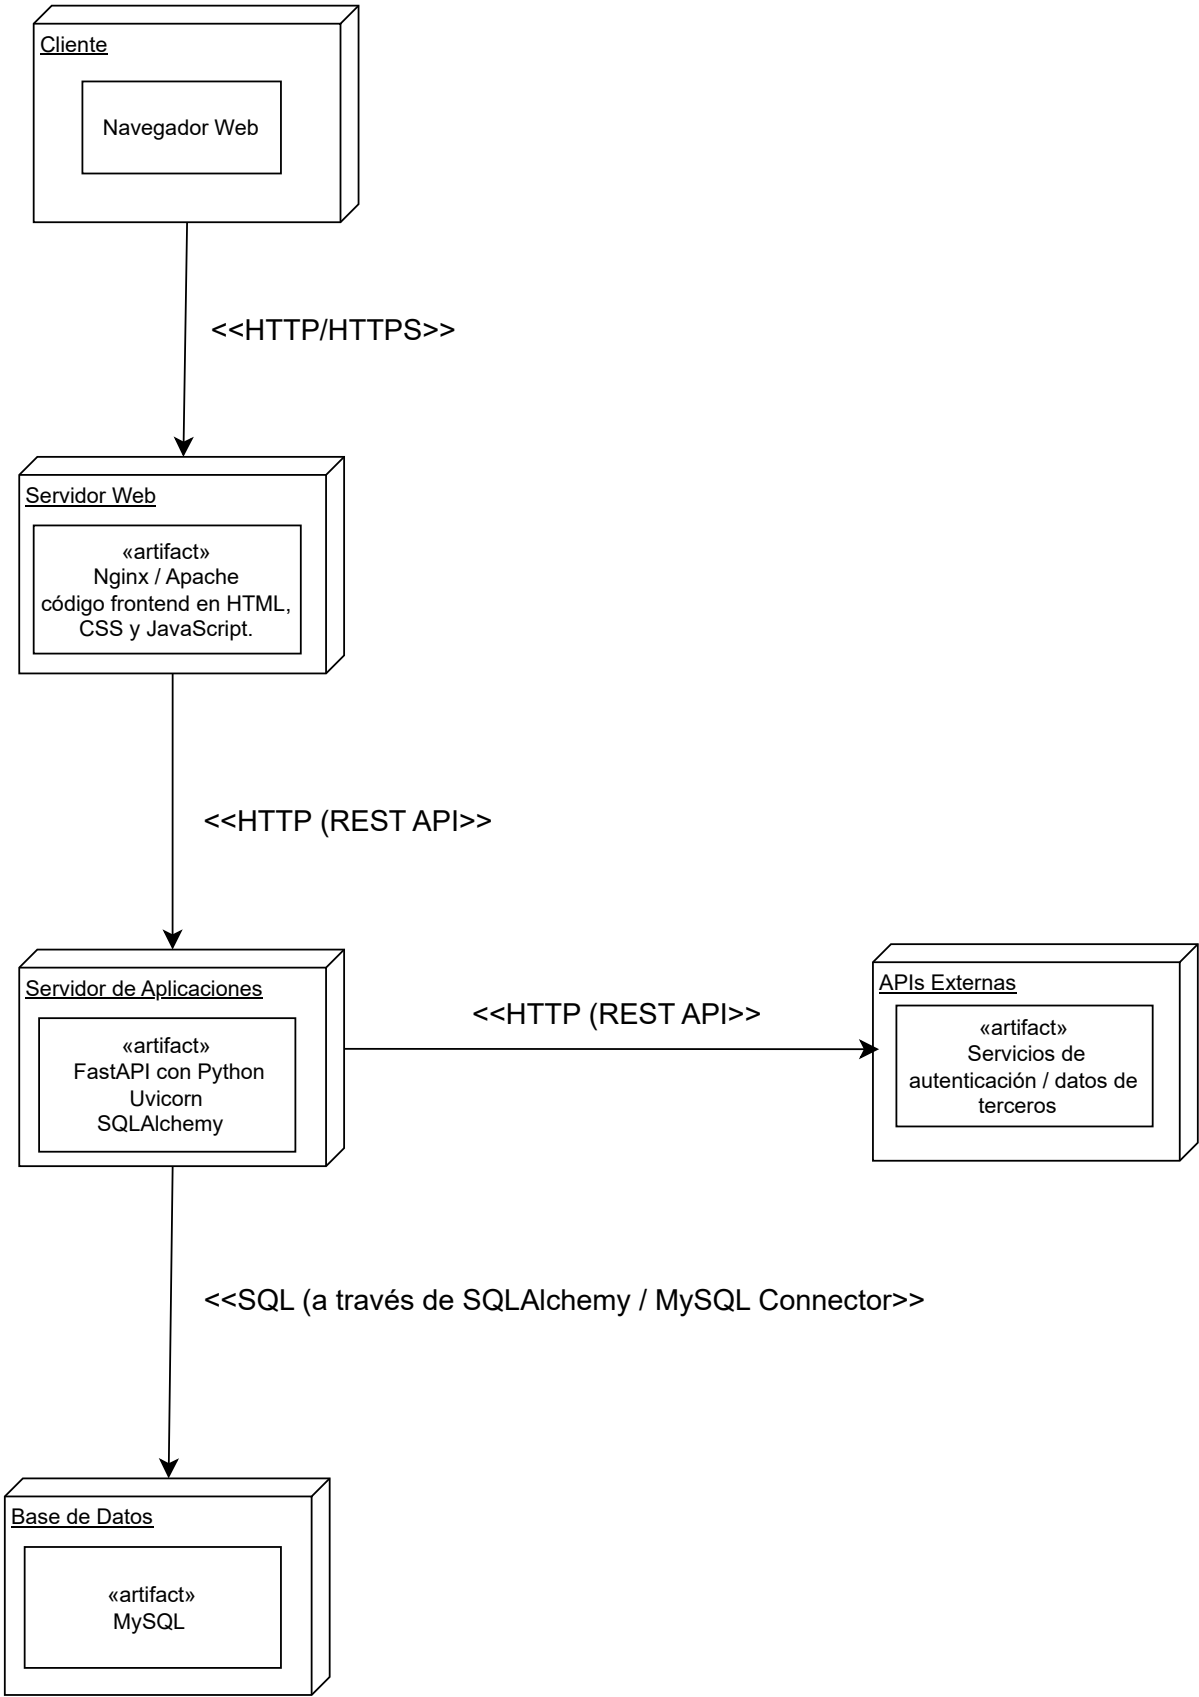 Cliente
Navegador Web
<<HTTP/HTTPS>>
Servidor Web
«artifact»
Nginx / Apache
código frontend en HTML,
CSS y JavaScript.
<<HTTP (REST API>>
Servidor de Aplicaciones
«artifact»
FastAPI con Python
Uvicorn
SQLAlchemy
<<HTTP (REST API>>
APIs Externas
«artifact»
Servicios de
autenticación / datos de
terceros
<<SQL (a través de SQLAlchemy / MySQL Connector>>
Base de Datos
«artifact»
MySQL